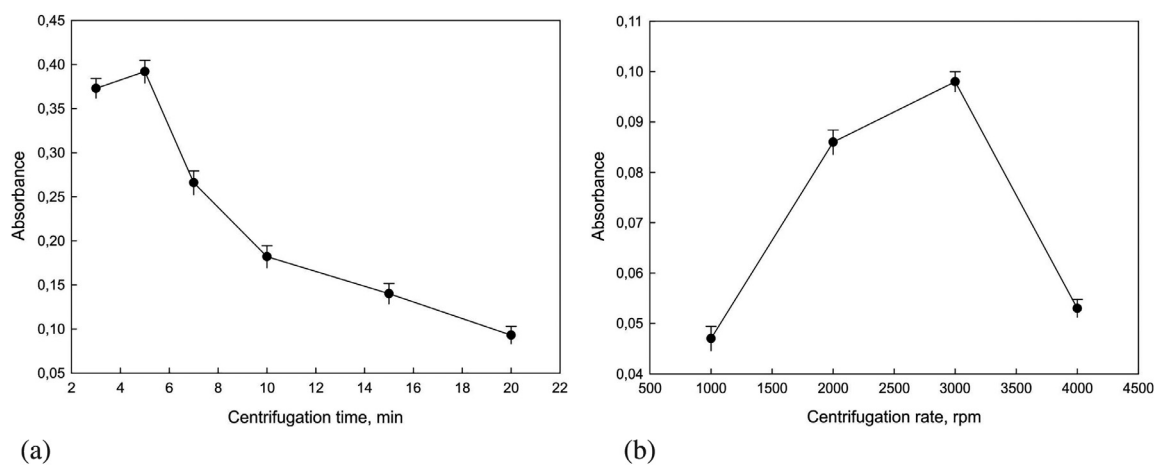 0,45
0,40
0,35
0,30
0,25
0,20
0,15
0,10
0,05
Absorbance
2 4 6 8 10 12 14 16 18 20 22
Centrifugation time, min
(a)
0,11
0,10
0,09
0,08
0,07
0,06
0,05
0,04
Absorbance
500 1000 1500 2000 2500 3000 3500 4000 4500
Centrifugation rate, rpm
(b)